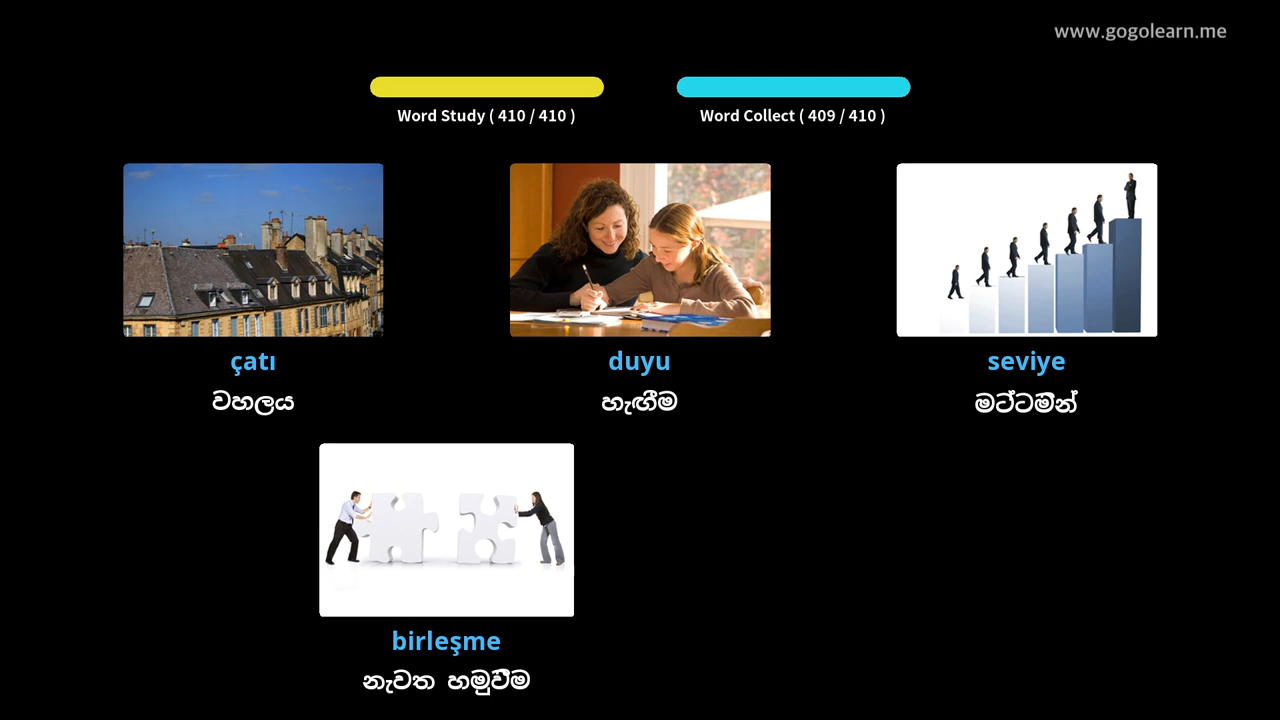 www.gogolearn.me
Word Study ( 410 / 410 )
Word Collect ( 409 / 410 )
çatı
duyu
seviye
වහලය
හැඟීම
මට්ටමින්
birleşme
නැවත හමුවීම